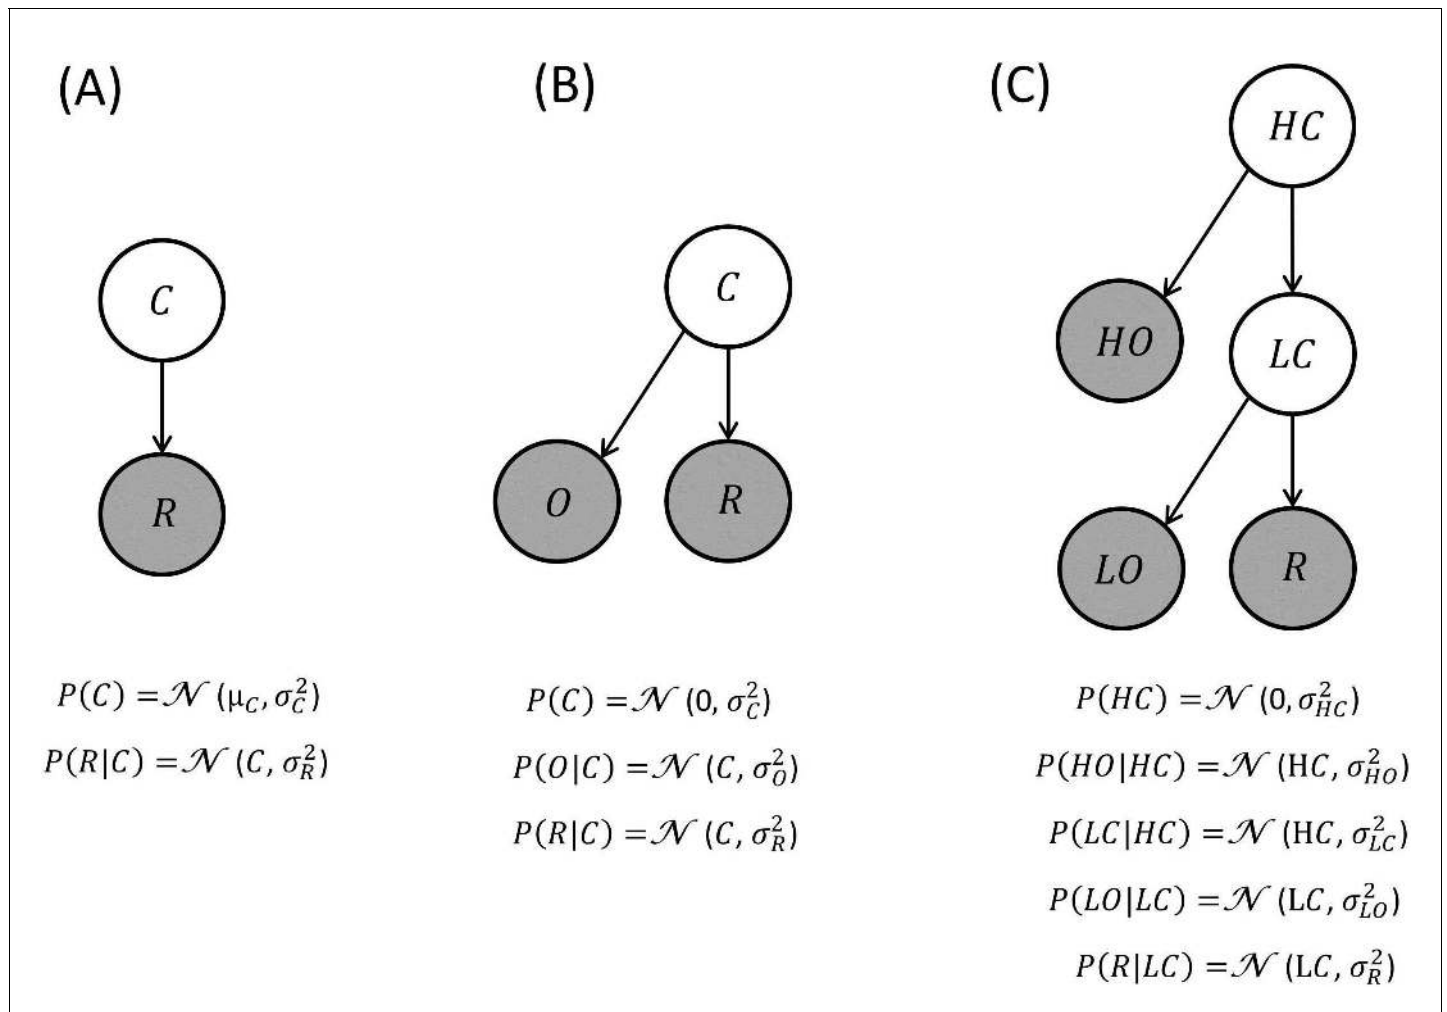 (A)
C
R
P(C) = 𝒩 (μ_C, σ_C^2)
P(R|C) = 𝒩 (C, σ_R^2)
(B)
C
O
R
P(C) = 𝒩 (0, σ_C^2)
P(O|C) = 𝒩 (C, σ_O^2)
P(R|C) = 𝒩 (C, σ_R^2)
(C)
HC
HO
LC
LO
R
P(HC) = 𝒩 (0, σ_HC^2)
P(HO|HC) = 𝒩 (HC, σ_HO^2)
P(LC|HC) = 𝒩 (HC, σ_LC^2)
P(LO|LC) = 𝒩 (LC, σ_LO^2)
P(R|LC) = 𝒩 (LC, σ_R^2)